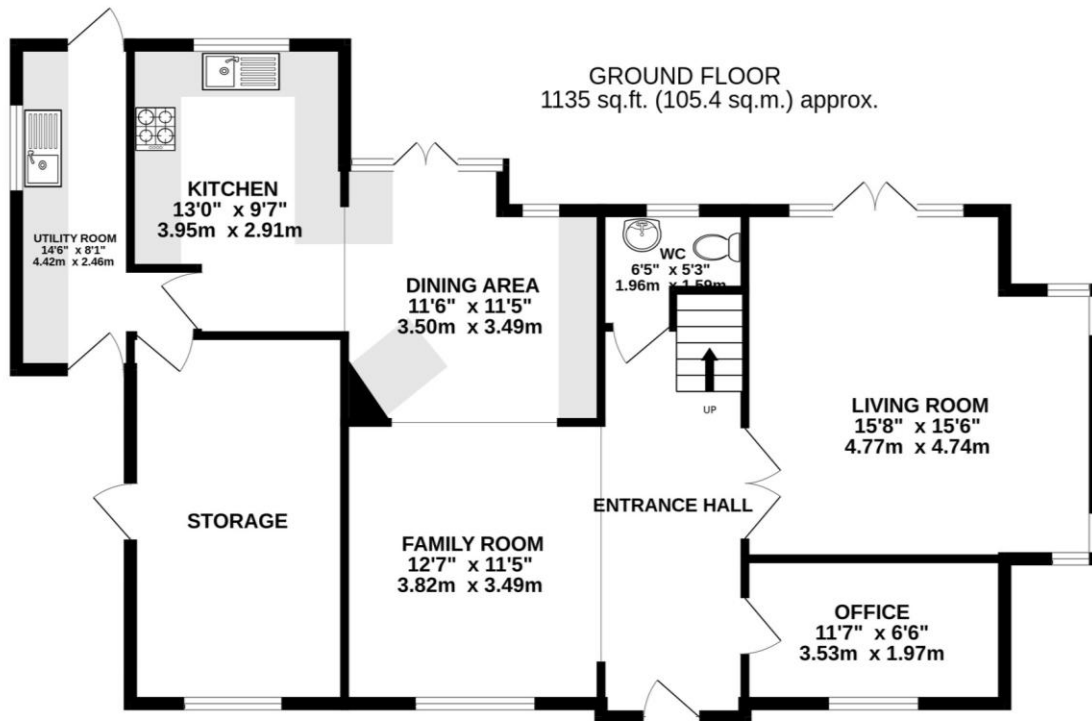 GROUND FLOOR
1135 sq.ft. (105.4 sq.m.) approx.
KITCHEN
13'0" x 9'7"
3.95m x 2.91m
UTILITY ROOM
14'6" x 8'1"
4.42m x 2.46m
DINING AREA
11'6" x 11'5"
3.50m x 3.49m
WC
6'5" x 5'3"
1.96m x 1.59m
UP
LIVING ROOM
15'8" x 15'6"
4.77m x 4.74m
STORAGE
ENTRANCE HALL
FAMILY ROOM
12'7" x 11'5"
3.82m x 3.49m
OFFICE
11'7" x 6'6"
3.53m x 1.97m